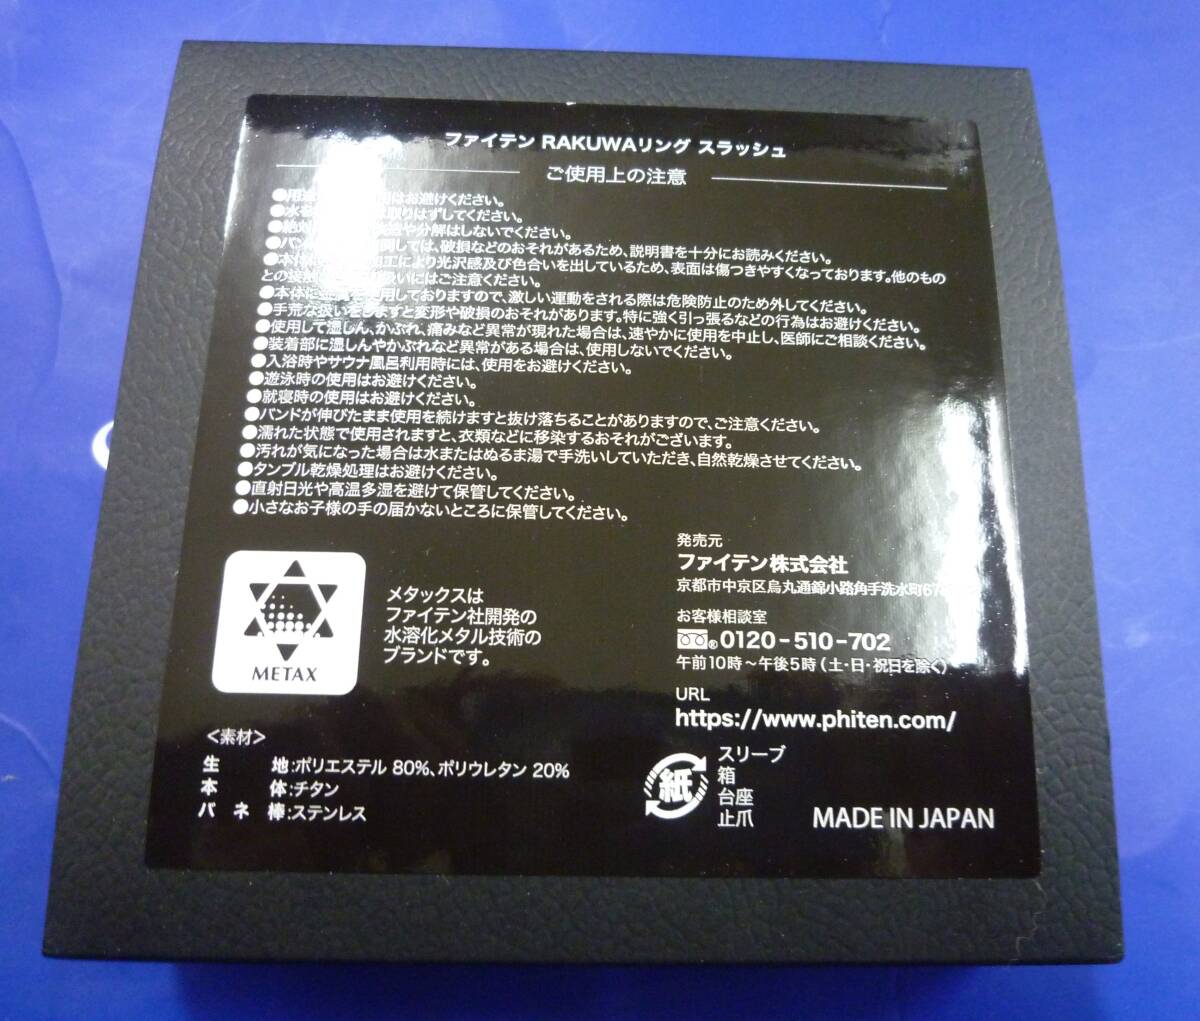 ファイテン RAKUWAリング スラッシュ
ご使用上の注意
●用途 用はお避けください。
●水 取りはずしてください。
●絶対 や分解はしないでください。
●バン 関しては、破損などのおそれがあるため、説明書を十分にお読みください。
●本体 加工により光沢感及び色合いを出しているため、表面は傷つきやすくなっております。他のもの
との接触 扱いにはご注意ください。
●本体に 使用しておりますので、激しい運動をされる際は危険防止のため外してください。
●手荒な扱いをしますと変形や破損のおそれがあります。特に強く引っ張るなどの行為はお避けください。
●使用して湿しん、かぶれ、痛みなど異常が現れた場合は、速やかに使用を中止し、医師にご相談ください。
●装着部に湿しんやかぶれなど異常がある場合は、使用しないでください。
●入浴時やサウナ風呂利用時には、使用をお避けください。
●遊泳時の使用はお避けください。
●就寝時の使用はお避けください。
●バンドが伸びたまま使用を続けますと抜け落ちることがありますので、ご注意ください。
●濡れた状態で使用されますと、衣類などに移染するおそれがございます。
●汚れが気になった場合は水またはぬるま湯で手洗いしていただき、自然乾燥させてください。
●タンブル乾燥処理はお避けください。
●直射日光や高温多湿を避けて保管してください。
●小さなお子様の手の届かないところに保管してください。
METAX
メタックスは
ファイテン社開発の
水溶化メタル技術の
ブランドです。
発売元
ファイテン株式会社
京都市中京区烏丸通錦小路角手洗水町67
お客様相談室
0120-510-702
午前10時～午後5時（土・日・祝日を除く）
URL
https://www.phiten.com/
<素材>
生 地:ポリエステル 80%、ポリウレタン 20%
本 体:チタン
バ ネ 棒:ステンレス
紙
スリーブ
箱
台座
止爪
MADE IN JAPAN